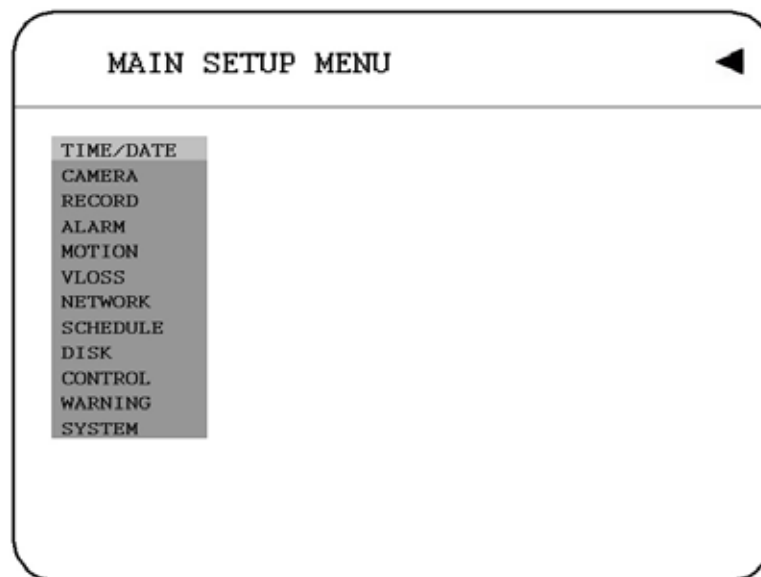 MAIN SETUP MENU
TIME/DATE
CAMERA
RECORD
ALARM
MOTION
VLOSS
NETWORK
SCHEDULE
DISK
CONTROL
WARNING
SYSTEM